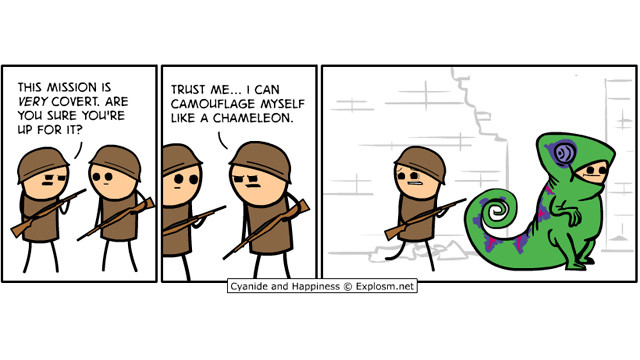 THIS MISSION IS
VERY COVERT. ARE
YOU SURE YOU'RE
UP FOR IT?
TRUST ME... I CAN
CAMOUFLAGE MYSELF
LIKE A CHAMELEON.
Cyanide and Happiness © Explosm.net